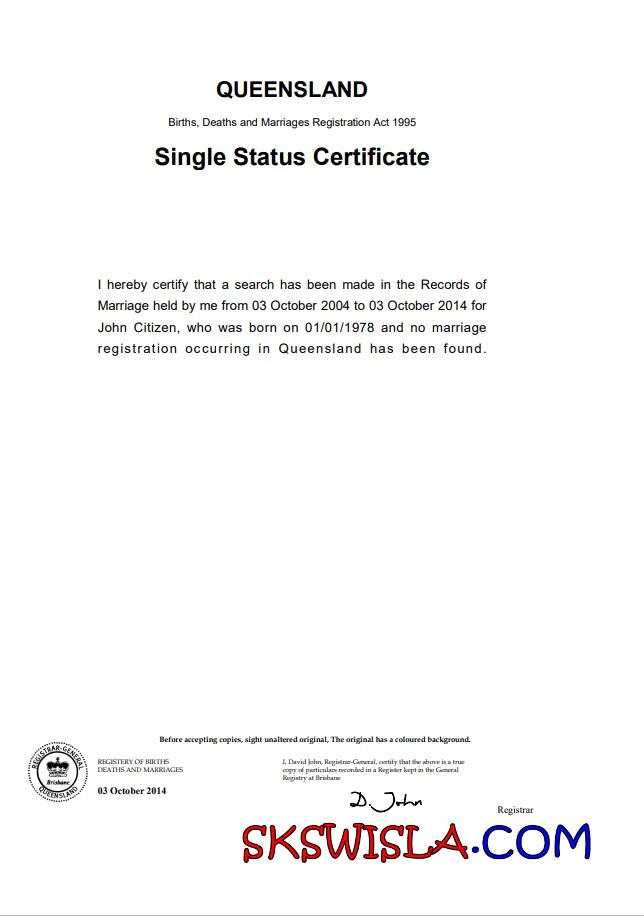 QUEENSLAND
Births, Deaths and Marriages Registration Act 1995
Single Status Certificate
I hereby certify that a search has been made in the Records of
Marriage held by me from 03 October 2004 to 03 October 2014 for
John Citizen, who was born on 01/01/1978 and no marriage
registration occurring in Queensland has been found.
Before accepting copies, sight unaltered original, The original has a coloured background.
REGISTRAR-GENERAL
Brisbane
QUEENSLAND
REGISTERY OF BIRTHS
DEATHS AND MARRIAGES
03 October 2014
I, David John, Registrar-General, certify that the above is a true
copy of particulars recorded in a Register kept in the General
Registry at Brisbane
D. John
Registrar
SKSWISLA.COM